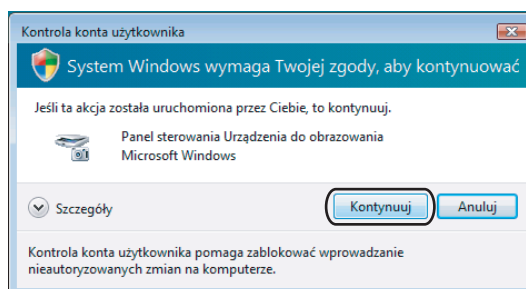 Kontrola konta użytkownika
System Windows wymaga Twojej zgody, aby kontynuować
Jeśli ta akcja została uruchomiona przez Ciebie, to kontynuuj.
Panel sterowania Urządzenia do obrazowania
Microsoft Windows
Szczegóły
Kontynuuj
Anuluj
Kontrola konta użytkownika pomaga zablokować wprowadzanie
nieautoryzowanych zmian na komputerze.